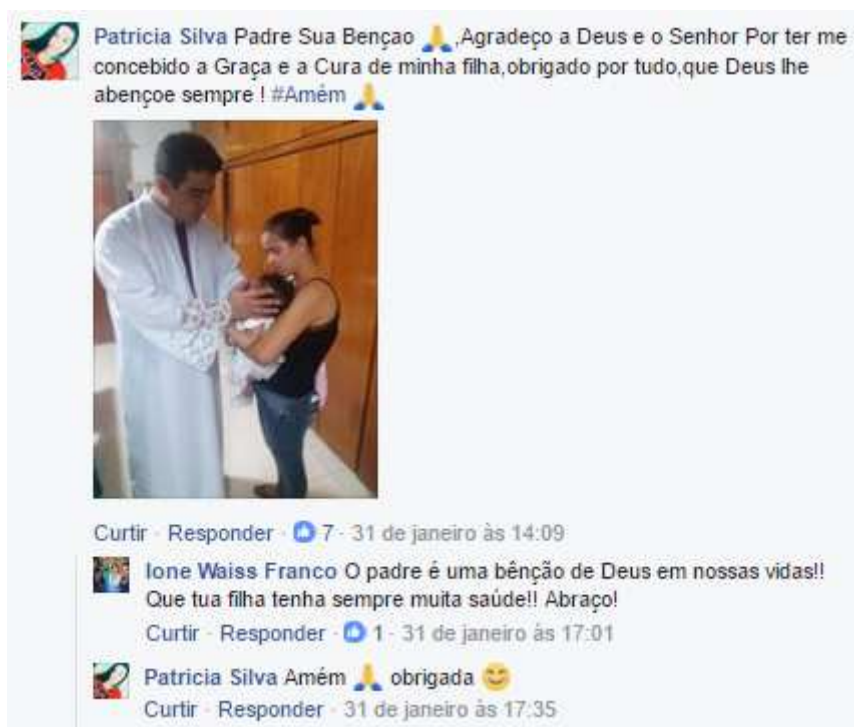 Patricia Silva Padre Sua Bençao 🙏,Agradeço a Deus e o Senhor Por ter me
concebido a Graça e a Cura de minha filha,obrigado por tudo,que Deus lhe
abençoe sempre ! #Amêm 🙏
Curtir · Responder · 7 · 31 de janeiro às 14:09
Ione Waiss Franco O padre é uma bênção de Deus em nossas vidas!!
Que tua filha tenha sempre muita saúde!! Abraço!
Curtir · Responder · 1 · 31 de janeiro às 17:01
Patricia Silva Amém 🙏 obrigada 😊
Curtir · Responder · 31 de janeiro às 17:35